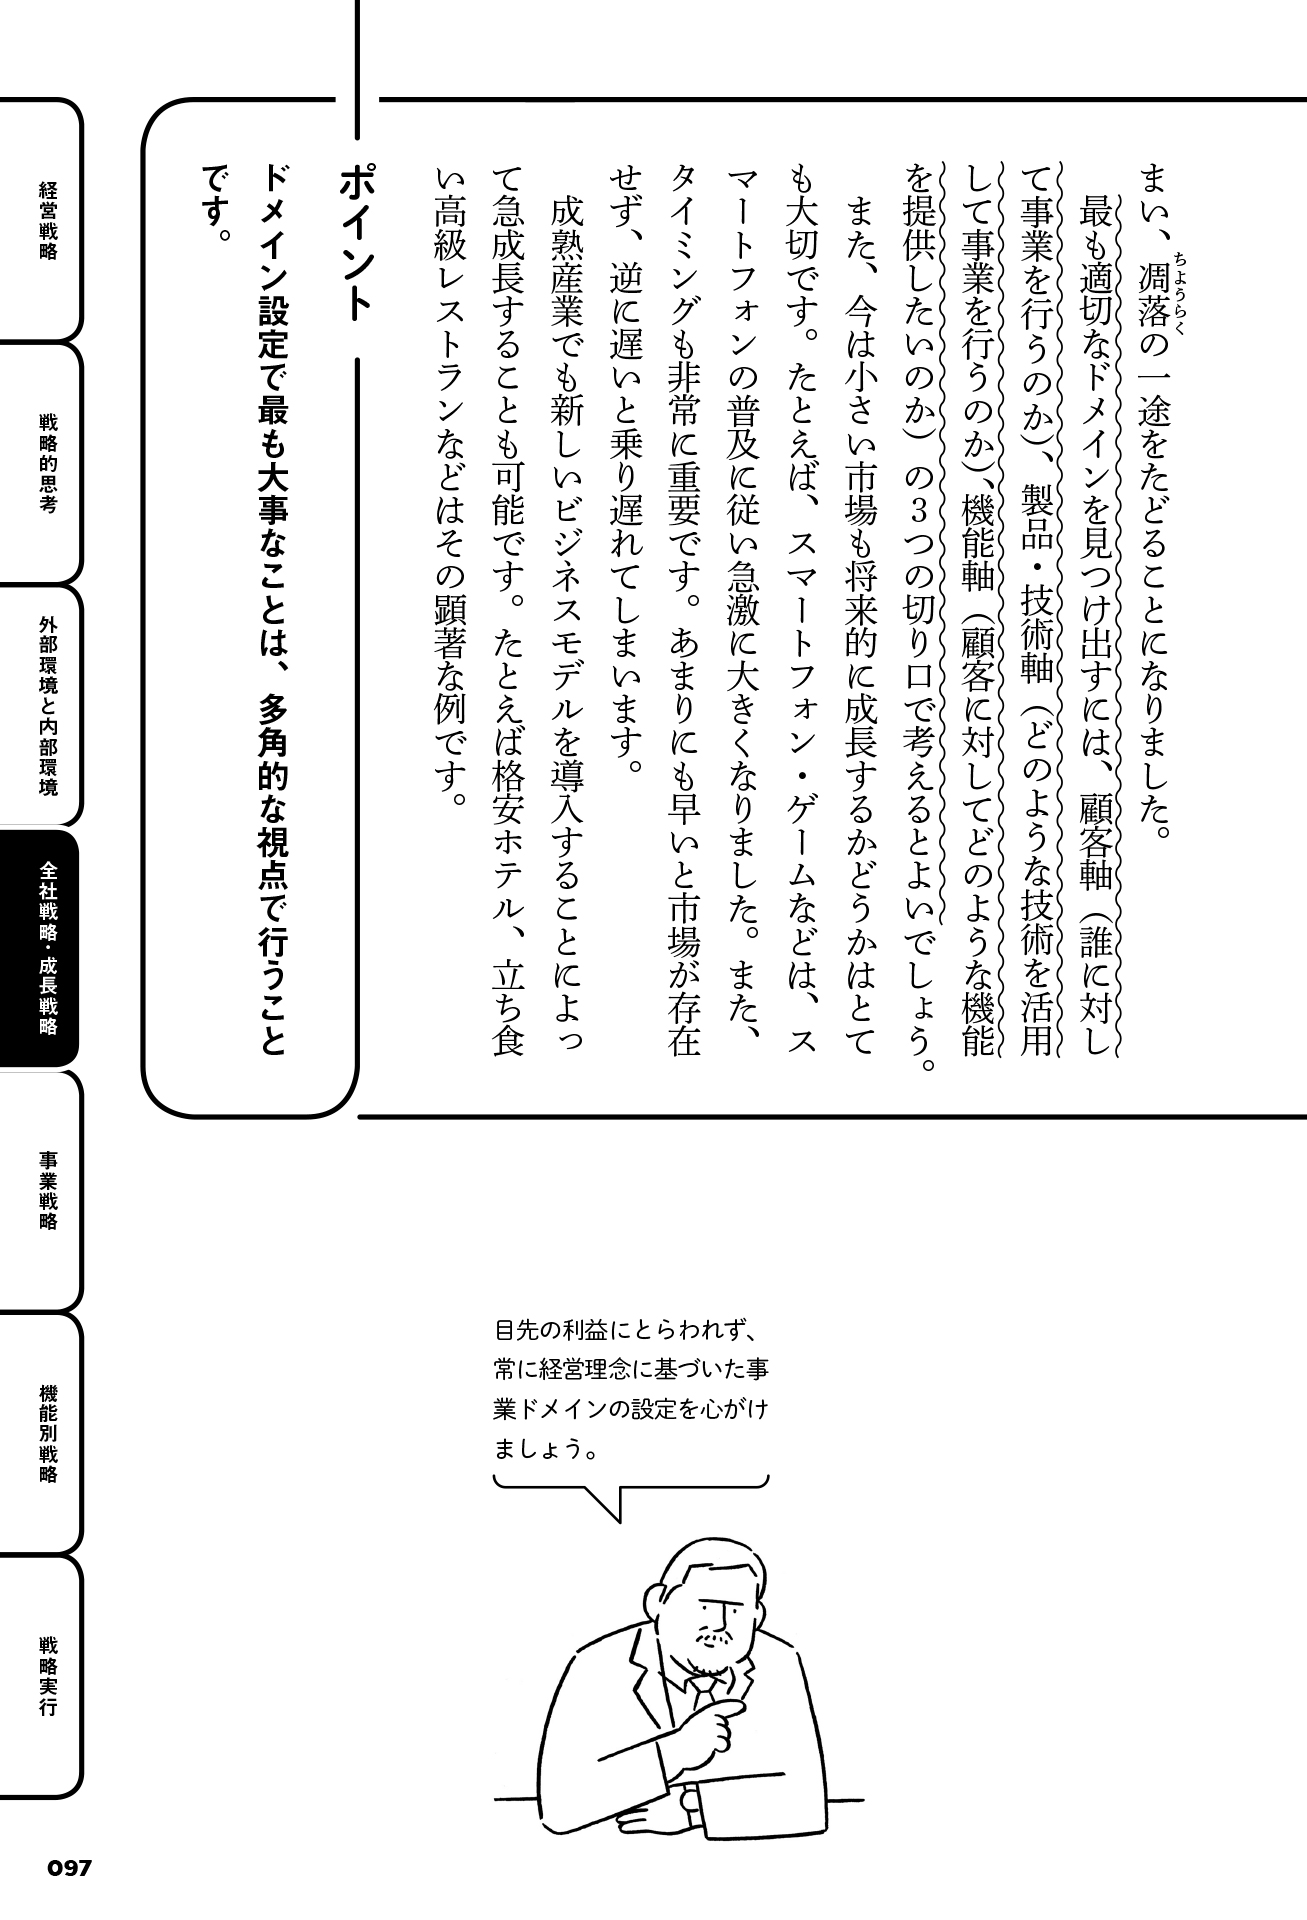 まい、凋落の一途をたどることになりました。
ちょうらく
最も適切なドメインを見つけ出すには、顧客軸（誰に対し
て事業を行うのか）、製品・技術軸（どのような技術を活用
して事業を行うのか）、機能軸（顧客に対してどのような機能
を提供したいのか）の3つの切り口で考えるとよいでしょう。
また、今は小さい市場も将来的に成長するかどうかはとて
も大切です。たとえば、スマートフォン・ゲームなどは、ス
マートフォンの普及に従い急激に大きくなりました。また、
タイミングも非常に重要です。あまりにも早いと市場が存在
せず、逆に遅いと乗り遅れてしまいます。
成熟産業でも新しいビジネスモデルを導入することによっ
て急成長することも可能です。たとえば格安ホテル、立ち食
い高級レストランなどはその顕著な例です。
ポイント
ドメイン設定で最も大事なことは、多角的な視点で行うこと
です。
目先の利益にとらわれず、
常に経営理念に基づいた事
業ドメインの設定を心がけ
ましょう。
経営戦略
戦略的思考
外部環境と内部環境
全社戦略・成長戦略
事業戦略
機能別戦略
戦略実行
097